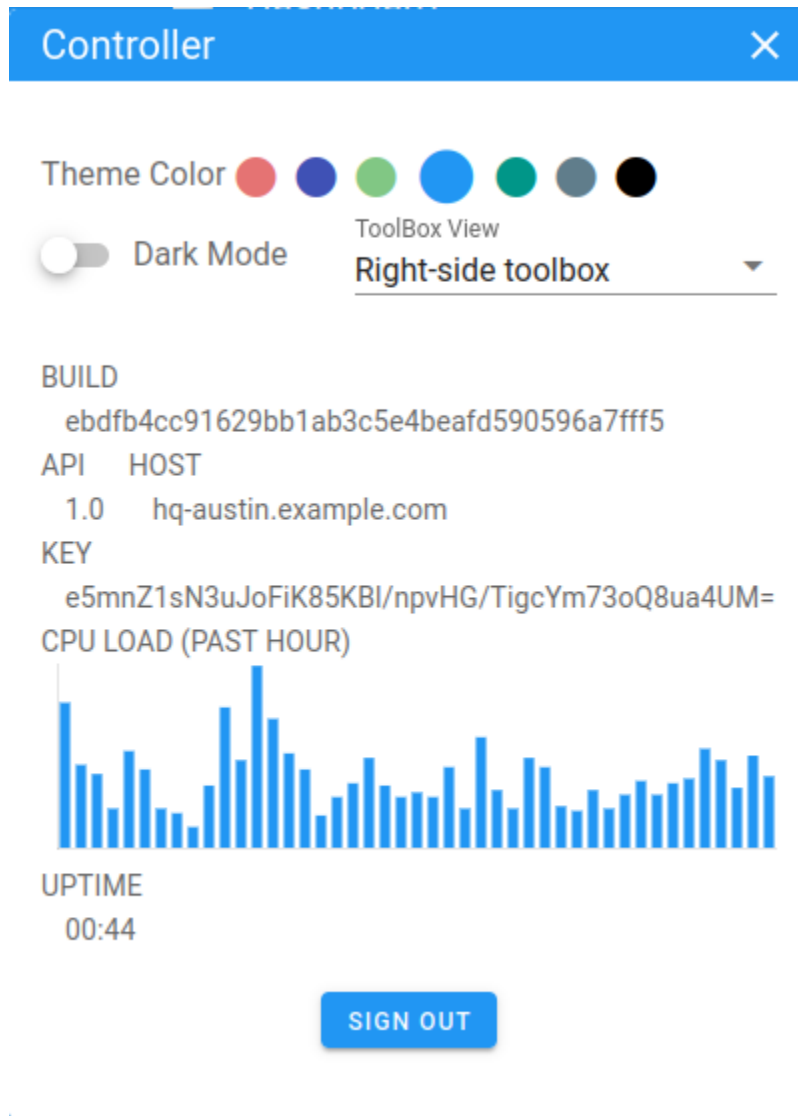 Controller
Theme Color
Dark Mode
ToolBox View
Right-side toolbox
BUILD
ebdfb4cc91629bb1ab3c5e4beafd590596a7fff5
API HOST
1.0 hq-austin.example.com
KEY
e5mnZ1sN3uJoFiK85KBl/npvHG/TigcYm73oQ8ua4UM=
CPU LOAD (PAST HOUR)
UPTIME
00:44
SIGN OUT